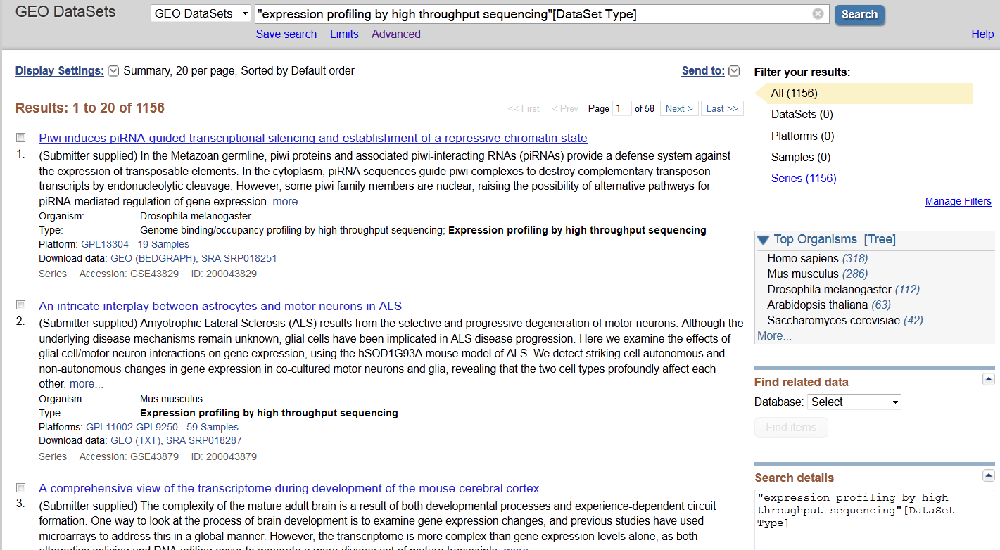 GEO DataSets
GEO DataSets
"expression profiling by high throughput sequencing"[DataSet Type]
Search
Save search Limits Advanced
Help
Display Settings: Summary, 20 per page, Sorted by Default order
Send to:
Results: 1 to 20 of 1156
<< First < Prev Page 1 of 58 Next > Last >>
1. Piwi induces piRNA-guided transcriptional silencing and establishment of a repressive chromatin state
(Submitter supplied) In the Metazoan germline, piwi proteins and associated piwi-interacting RNAs (piRNAs) provide a defense system against
the expression of transposable elements. In the cytoplasm, piRNA sequences guide piwi complexes to destroy complementary transposon
transcripts by endonucleolytic cleavage. However, some piwi family members are nuclear, raising the possibility of alternative pathways for
piRNA-mediated regulation of gene expression. more...
Organism: Drosophila melanogaster
Type: Genome binding/occupancy profiling by high throughput sequencing; Expression profiling by high throughput sequencing
Platform: GPL13304 19 Samples
Download data: GEO (BEDGRAPH), SRA SRP018251
Series Accession: GSE43829 ID: 200043829
2. An intricate interplay between astrocytes and motor neurons in ALS
(Submitter supplied) Amyotrophic Lateral Sclerosis (ALS) results from the selective and progressive degeneration of motor neurons. Although the
underlying disease mechanisms remain unknown, glial cells have been implicated in ALS disease progression. Here we examine the effects of
glial cell/motor neuron interactions on gene expression, using the hSOD1G93A mouse model of ALS. We detect striking cell autonomous and
non-autonomous changes in gene expression in co-cultured motor neurons and glia, revealing that the two cell types profoundly affect each
other. more...
Organism: Mus musculus
Type: Expression profiling by high throughput sequencing
Platforms: GPL11002 GPL9250 59 Samples
Download data: GEO (TXT), SRA SRP018287
Series Accession: GSE43879 ID: 200043879
3. A comprehensive view of the transcriptome during development of the mouse cerebral cortex
(Submitter supplied) The complexity of the mature adult brain is a result of both developmental processes and experience-dependent circuit
formation. One way to look at the process of brain development is to examine gene expression changes, and previous studies have used
microarrays to address this in a global manner. However, the transcriptome is more complex than gene expression levels alone, as both
alternative splicing and RNA editing occur to generate a more diverse set of mature transcripts. more...
Filter your results:
All (1156)
DataSets (0)
Platforms (0)
Samples (0)
Series (1156)
Manage Filters
Top Organisms [Tree]
Homo sapiens (318)
Mus musculus (286)
Drosophila melanogaster (112)
Arabidopsis thaliana (63)
Saccharomyces cerevisiae (42)
More...
Find related data
Database: Select
Find items
Search details
"expression profiling by high
throughput sequencing"[DataSet
Type]